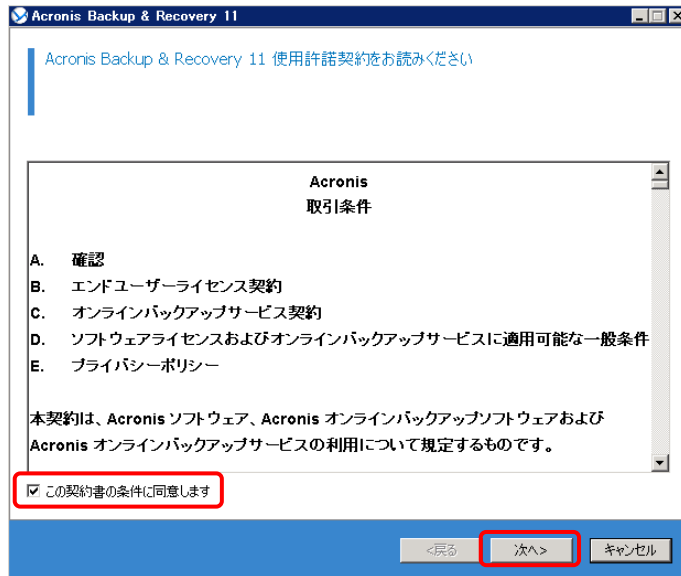 Acronis Backup & Recovery 11
Acronis Backup & Recovery 11 使用許諾契約をお読みください
Acronis
取引条件
A. 確認
B. エンドユーザーライセンス契約
C. オンラインバックアップサービス契約
D. ソフトウェアライセンスおよびオンラインバックアップサービスに適用可能な一般条件
E. プライバシーポリシー
本契約は、Acronis ソフトウェア、Acronis オンラインバックアップソフトウェアおよび
Acronis オンラインバックアップサービスの利用について規定するものです。
この契約書の条件に同意します
<戻る 次へ> キャンセル